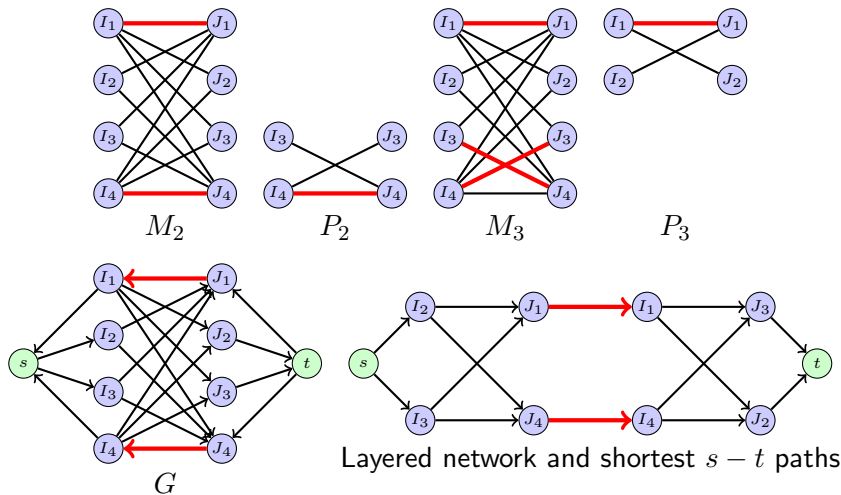 I₁ J₁ I₁ J₁ I₁ J₁
I₂ J₂ I₂ J₂ I₂ J₂
I₃ J₃ I₃ J₃ I₃ J₃
I₄ J₄ I₄ J₄ I₄ J₄
M₂ P₂ M₃ P₃
I₁ J₁
I₂ J₁ I₁ J₃
I₂ J₂
s t s t
I₃ J₃
I₃ J₄ I₄ J₂
I₄ J₄
Layered network and shortest s − t paths
G